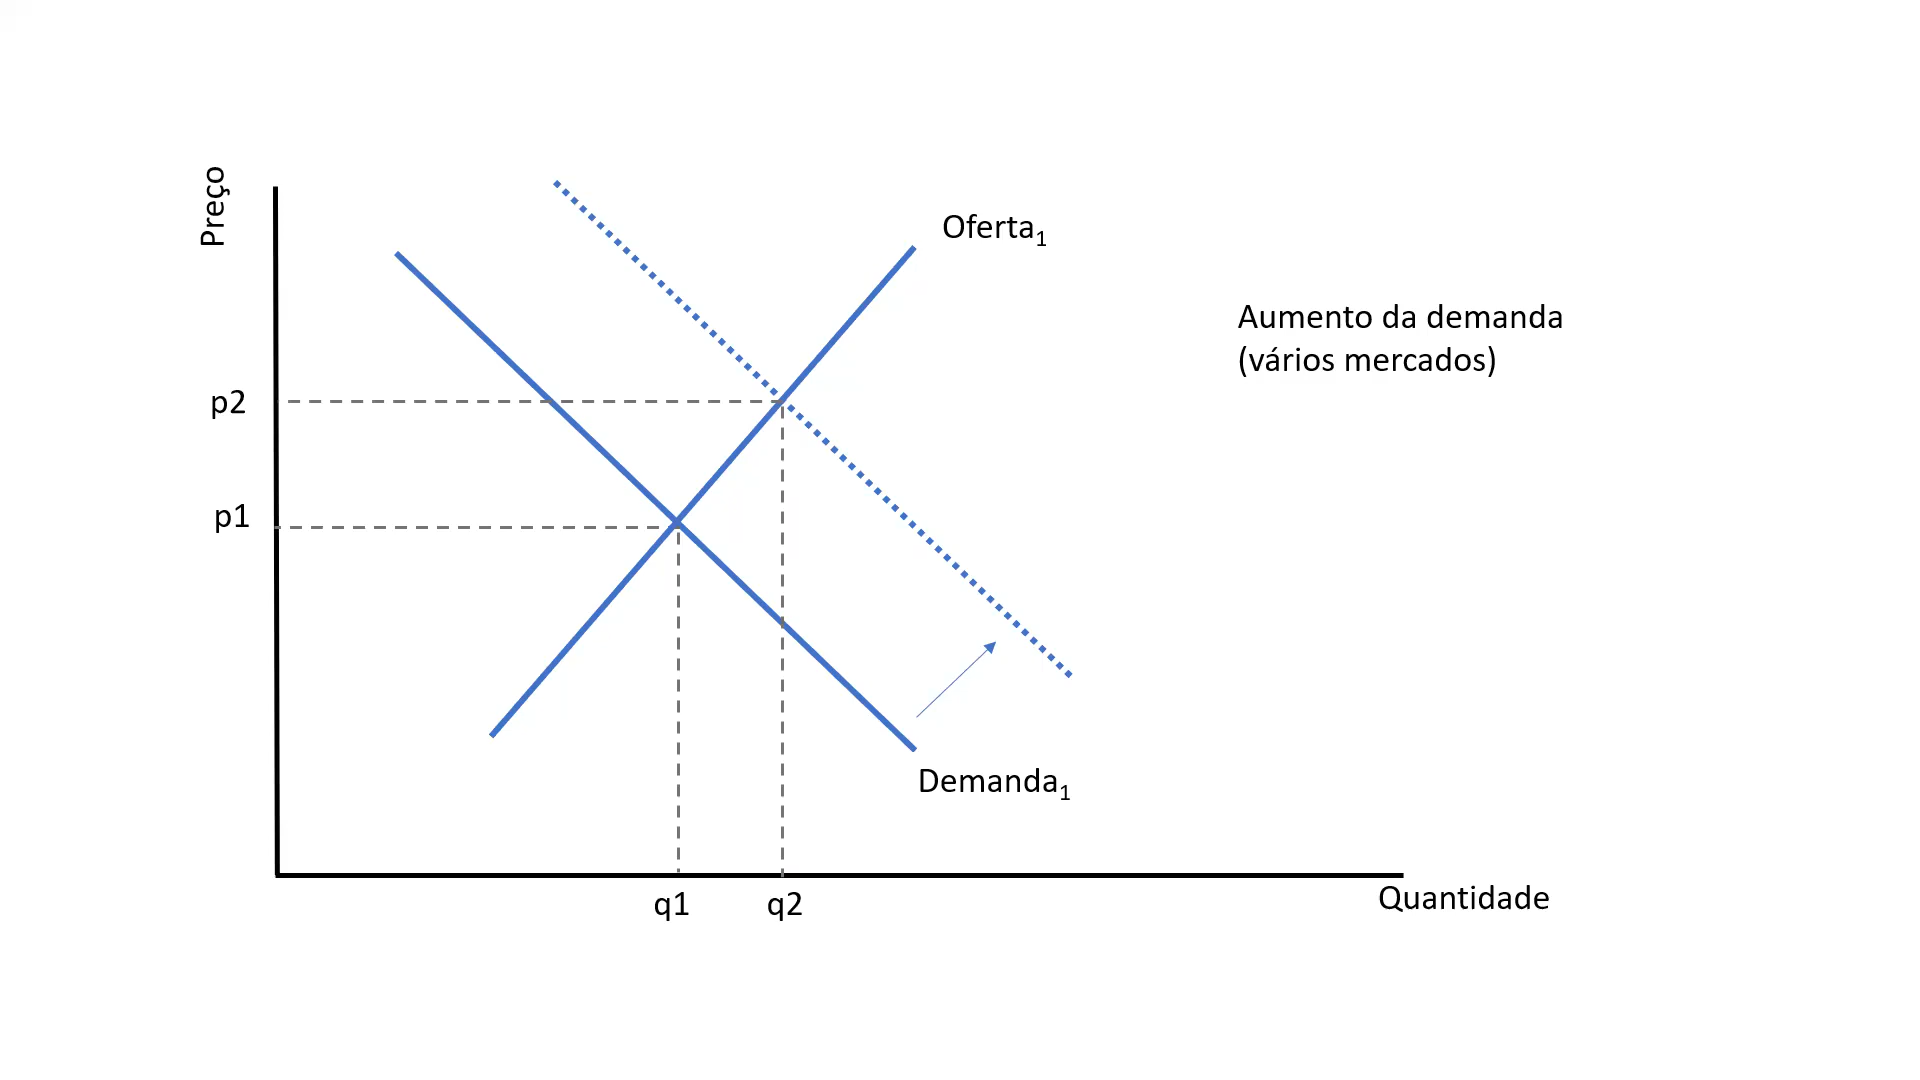 Preço
Oferta1
Aumento da demanda
(vários mercados)
p2
p1
Demanda1
q1
q2
Quantidade